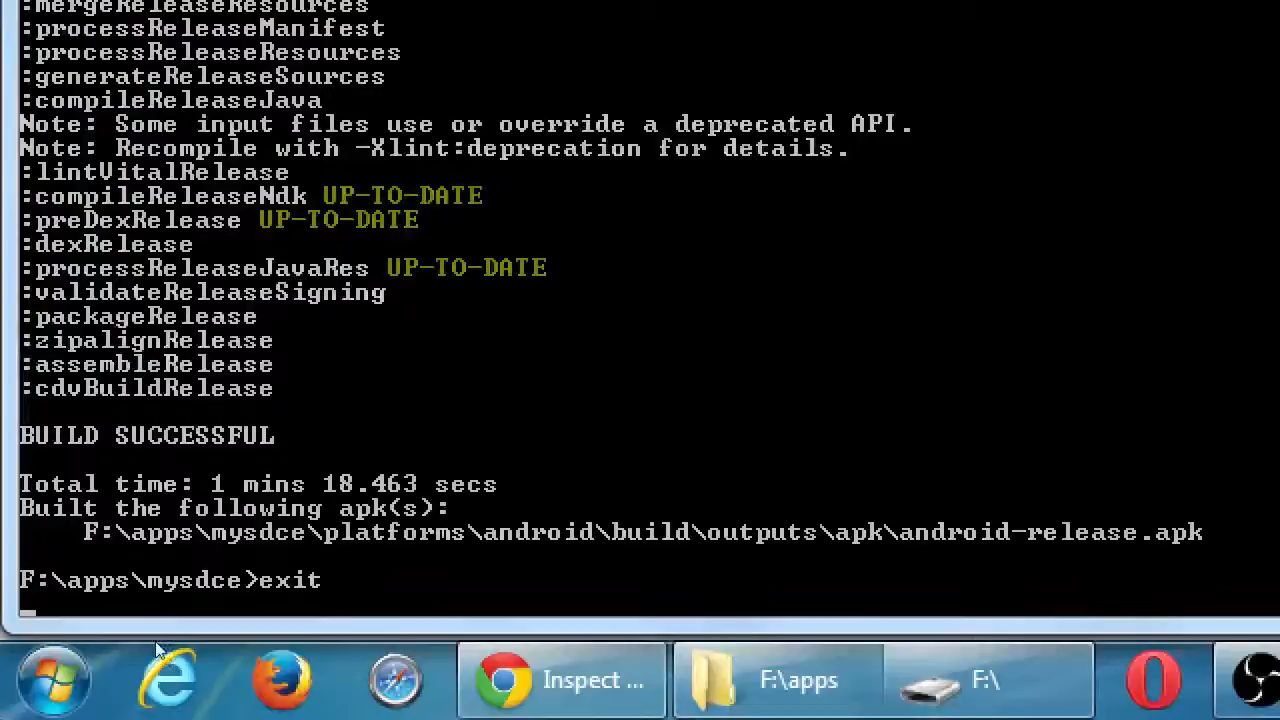 :mergeReleaseResources
:processReleaseManifest
:processReleaseResources
:generateReleaseSources
:compileReleaseJava
Note: Some input files use or override a deprecated API.
Note: Recompile with -Xlint:deprecation for details.
:lintVitalRelease
:compileReleaseNdk UP-TO-DATE
:preDexRelease UP-TO-DATE
:dexRelease
:processReleaseJavaRes UP-TO-DATE
:validateReleaseSigning
:packageRelease
:zipalignRelease
:assembleRelease
:cdvBuildRelease
BUILD SUCCESSFUL
Total time: 1 mins 18.463 secs
Built the following apk(s):
F:\apps\mysdce\platforms\android\build\outputs\apk\android-release.apk
F:\apps\mysdce>exit
Inspect ... F:\apps F:\